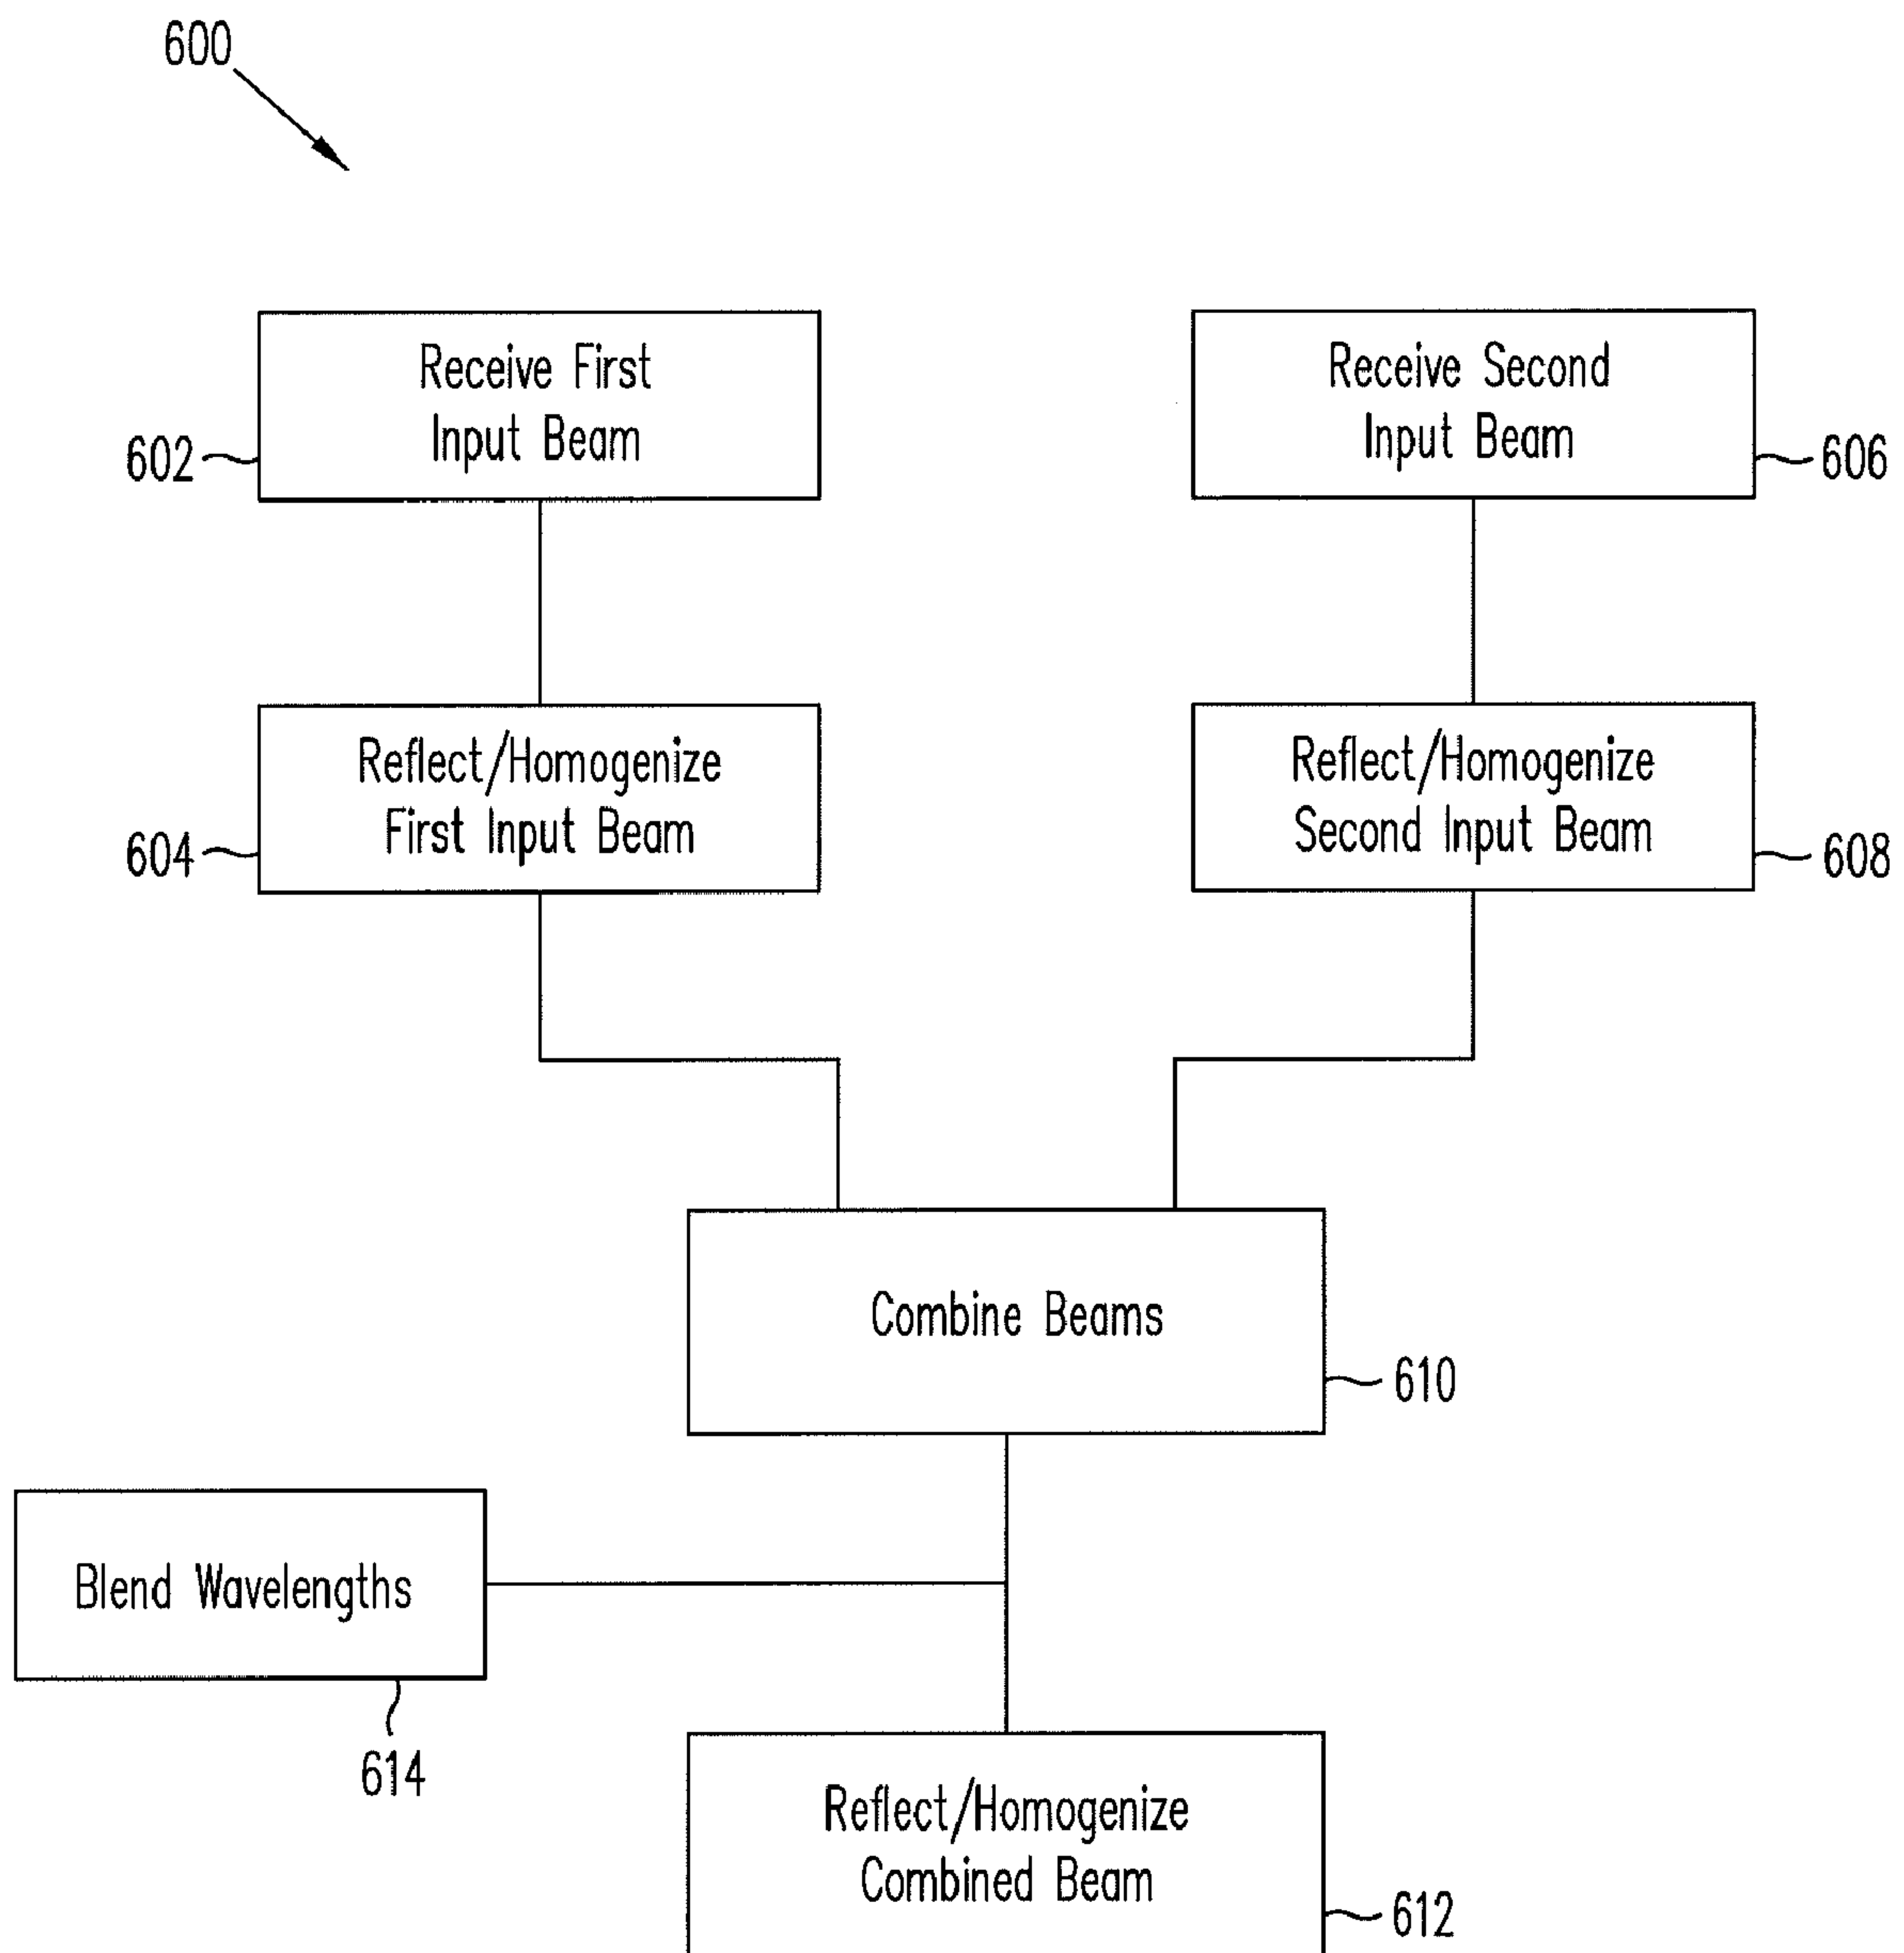 600
Receive First
Input Beam
602
Receive Second
Input Beam
606
Reflect/Homogenize
First Input Beam
604
Reflect/Homogenize
Second Input Beam
608
Combine Beams
610
Blend Wavelengths
614
Reflect/Homogenize
Combined Beam
612